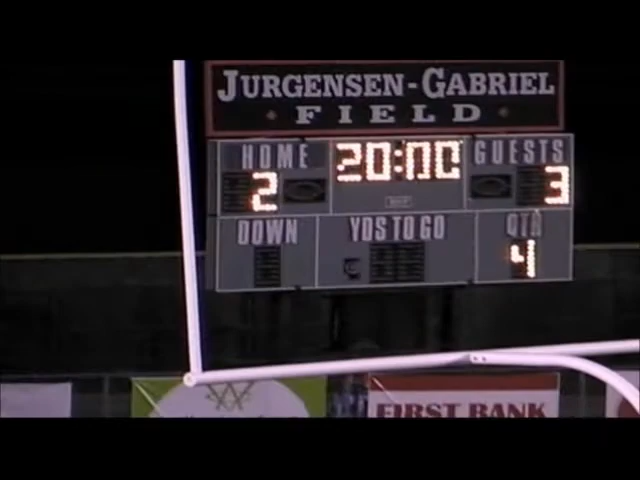 JURGENSEN-GABRIEL
FIELD
HOME 20:00 GUESTS
2 3
DOWN YDS TO GO QTR
4
FIRST BANK